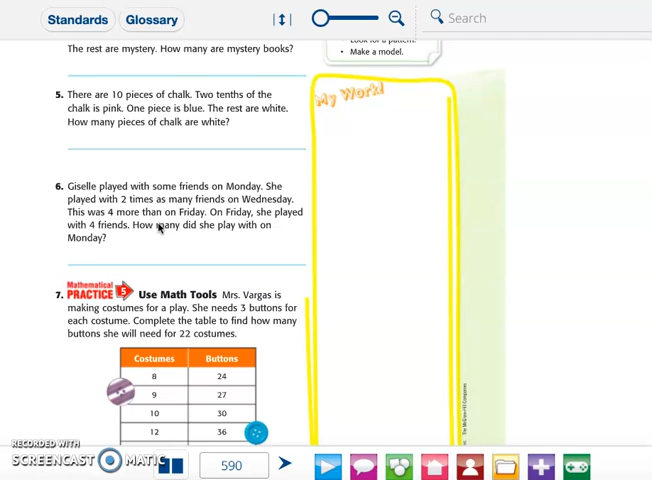 Standards Glossary Search
The rest are mystery. How many are mystery books?
Look for a pattern.
• Make a model.
5. There are 10 pieces of chalk. Two tenths of the
chalk is pink. One piece is blue. The rest are white.
How many pieces of chalk are white?
My Work!
6. Giselle played with some friends on Monday. She
played with 2 times as many friends on Wednesday.
This was 4 more than on Friday. On Friday, she played
with 4 friends. How many did she play with on
Monday?
7. Mathematical
PRACTICE 5 Use Math Tools Mrs. Vargas is
making costumes for a play. She needs 3 buttons for
each costume. Complete the table to find how many
buttons she will need for 22 costumes.
Costumes Buttons
8 24
9 27
10 30
12 36
The McGraw-Hill Companies
RECORDED WITH
SCREENCAST MATIC
590